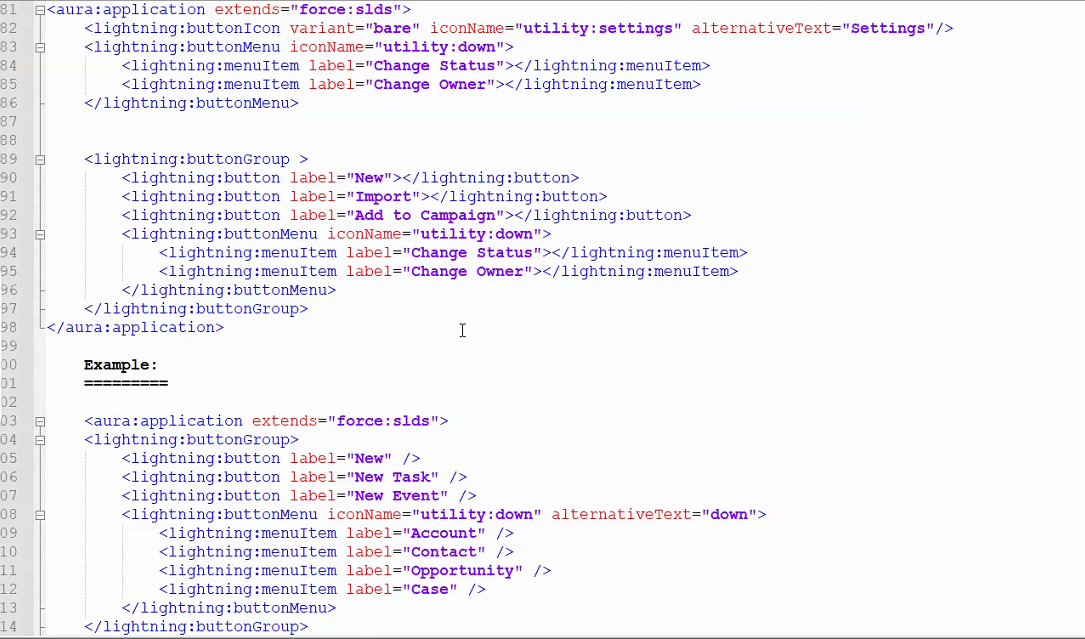 81 <aura:application extends="force:slds">
82 <lightning:buttonIcon variant="bare" iconName="utility:settings" alternativeText="Settings"/>
83 <lightning:buttonMenu iconName="utility:down">
84 <lightning:menuItem label="Change Status"></lightning:menuItem>
85 <lightning:menuItem label="Change Owner"></lightning:menuItem>
86 </lightning:buttonMenu>
87
88
89 <lightning:buttonGroup >
90 <lightning:button label="New"></lightning:button>
91 <lightning:button label="Import"></lightning:button>
92 <lightning:button label="Add to Campaign"></lightning:button>
93 <lightning:buttonMenu iconName="utility:down">
94 <lightning:menuItem label="Change Status"></lightning:menuItem>
95 <lightning:menuItem label="Change Owner"></lightning:menuItem>
96 </lightning:buttonMenu>
97 </lightning:buttonGroup>
98 </aura:application>
99
00 Example:
01 =========
02
03 <aura:application extends="force:slds">
04 <lightning:buttonGroup>
05 <lightning:button label="New" />
06 <lightning:button label="New Task" />
07 <lightning:button label="New Event" />
08 <lightning:buttonMenu iconName="utility:down" alternativeText="down">
09 <lightning:menuItem label="Account" />
10 <lightning:menuItem label="Contact" />
11 <lightning:menuItem label="Opportunity" />
12 <lightning:menuItem label="Case" />
13 </lightning:buttonMenu>
14 </lightning:buttonGroup>